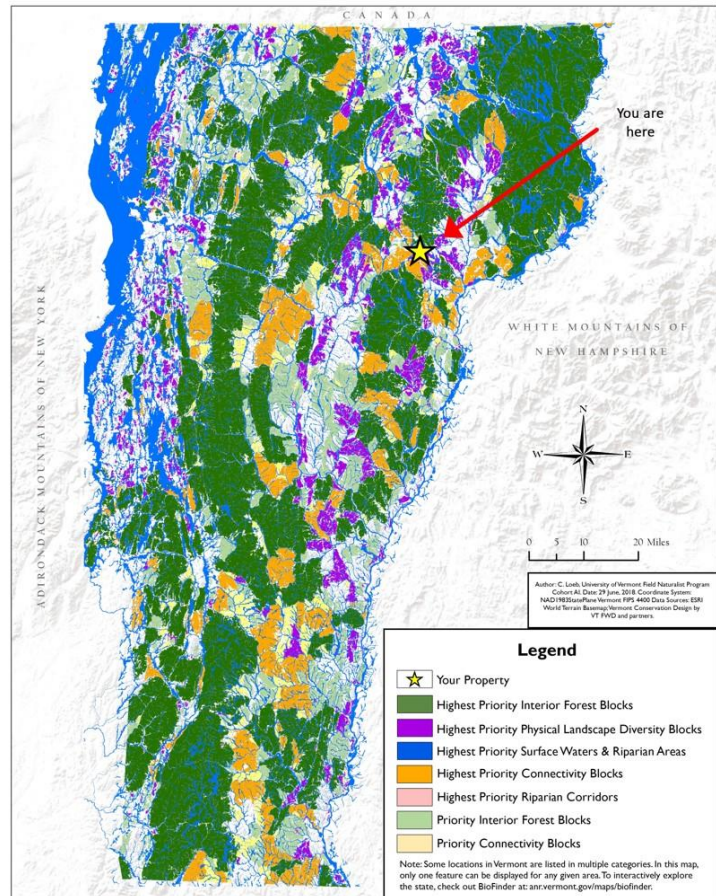 CANADA
You are
here
ADIRONDACK MOUNTAINS OF NEW YORK
WHITE MOUNTAINS OF
NEW HAMPSHIRE
N
W
E
S
0 5 10 20 Miles
Author: C. Loeb, University of Vermont Field Naturalist Program
Cohort AI. Date: 29 June, 2018. Coordinate System:
NAD1983StatePlane Vermont FIPS 4400 Data Sources: ESRI
World Terrain Basemap; Vermont Conservation Design by
VT FWD and partners.
Legend
Your Property
Highest Priority Interior Forest Blocks
Highest Priority Physical Landscape Diversity Blocks
Highest Priority Surface Waters & Riparian Areas
Highest Priority Connectivity Blocks
Highest Priority Riparian Corridors
Priority Interior Forest Blocks
Priority Connectivity Blocks
Note: Some locations in Vermont are listed in multiple categories. In this map,
only one feature can be displayed for any given area. To interactively explore
the state, check out BioFinder at: anr.vermont.gov/maps/biofinder.